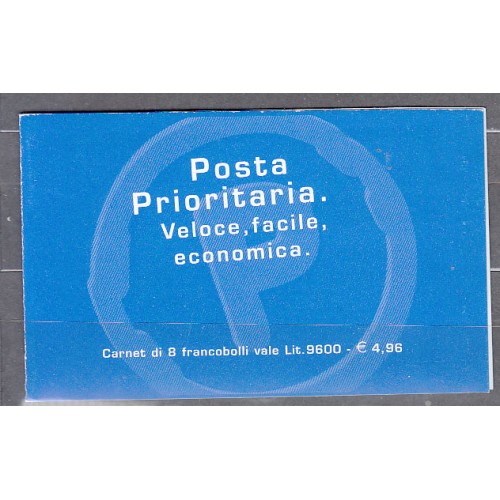 Posta
Prioritaria.
Veloce, facile,
economica.
P
Carnet di 8 francobolli vale Lit.9600 - € 4,96